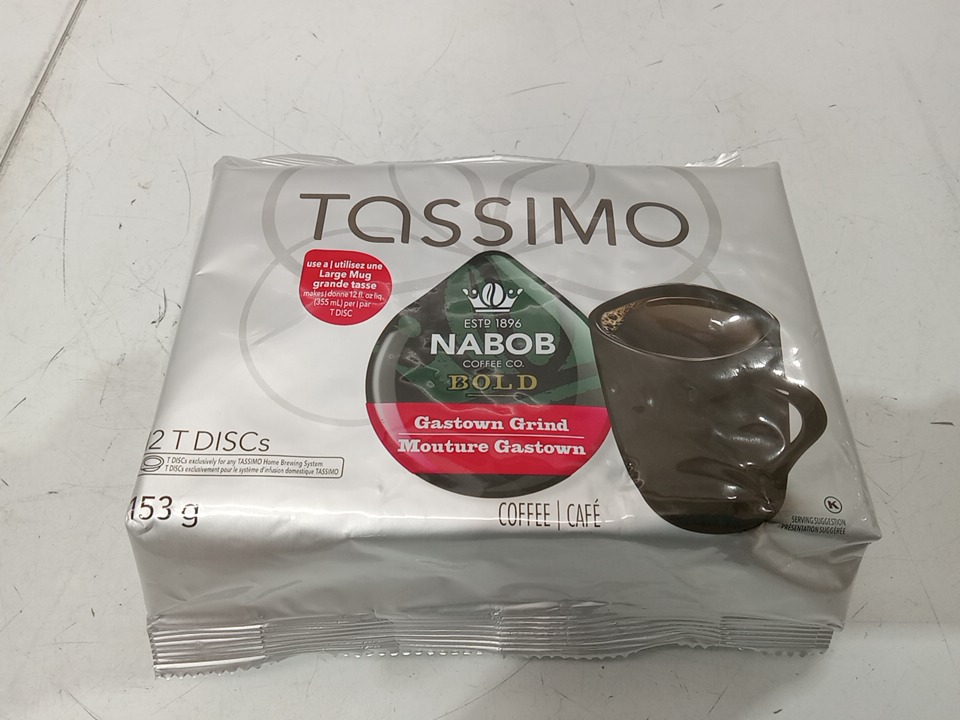 TASSIMO
use a | utilisez une
Large Mug
grande tasse
makes | donne 12 fl. oz liq.
(355 mL) per | par
T DISC
ESTD 1896
NABOB
COFFEE CO.
BOLD
Gastown Grind
Mouture Gastown
2 T DISCs
T DISCs exclusively for any TASSIMO Home Brewing System
T DISCs exclusivement pour le système d'infusion domestique TASSIMO
153 g
COFFEE | CAFÉ
K
SERVING SUGGESTION
PRÉSENTATION SUGGÉRÉE